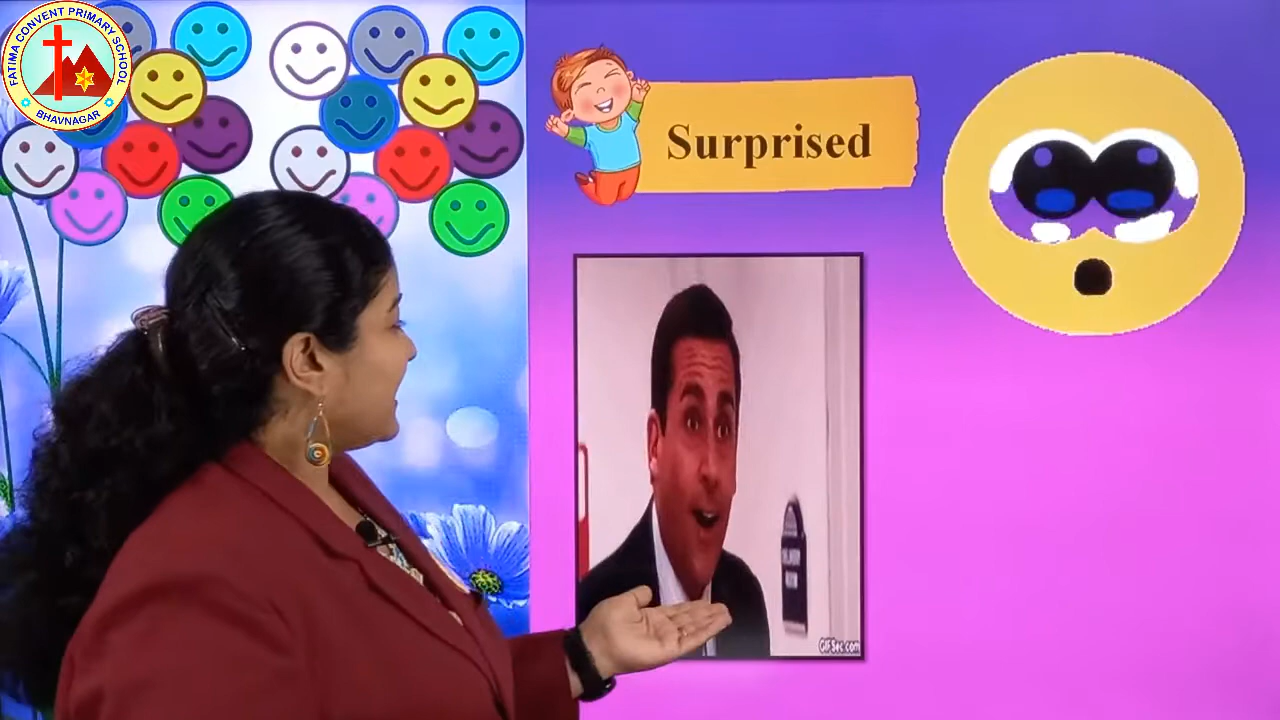 FATIMA CONVENT PRIMARY SCHOOL
BHAVNAGAR
Surprised
GIFSec.com